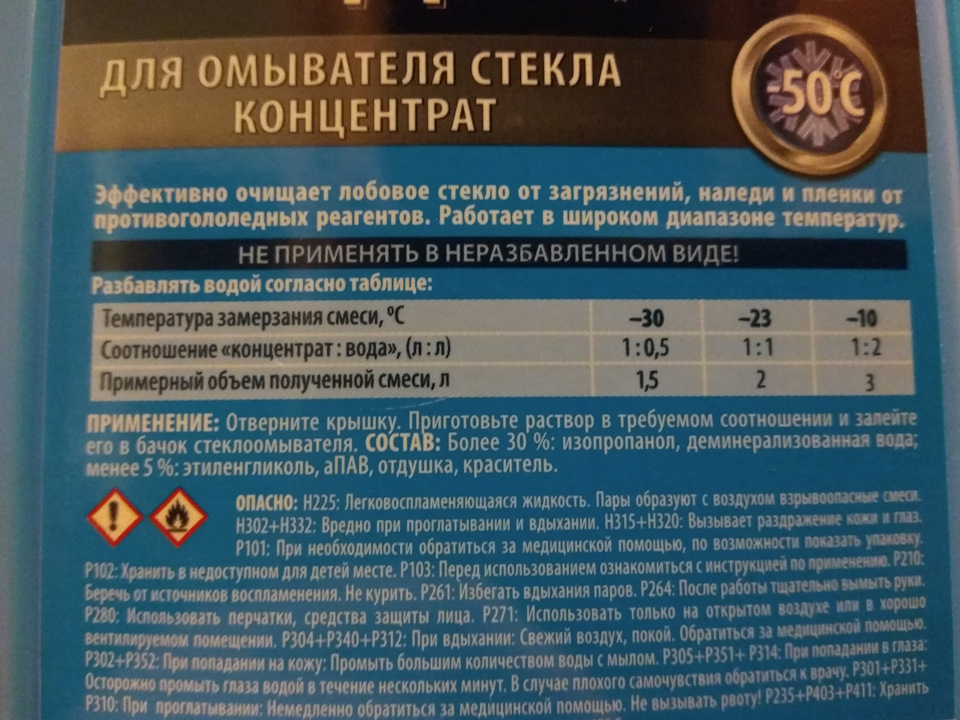 ДЛЯ ОМЫВАТЕЛЯ СТЕКЛА
КОНЦЕНТРАТ
-50°C
Эффективно очищает лобовое стекло от загрязнений, наледи и пленки от
противогололедных реагентов. Работает в широком диапазоне температур.
НЕ ПРИМЕНЯТЬ В НЕРАЗБАВЛЕННОМ ВИДЕ!
Разбавлять водой согласно таблице:
Температура замерзания смеси, ºС –30 –23 –10
Соотношение «концентрат : вода», (л : л) 1 : 0,5 1 : 1 1 : 2
Примерный объем полученной смеси, л 1,5 2 3
ПРИМЕНЕНИЕ: Отверните крышку. Приготовьте раствор в требуемом соотношении и залейте
его в бачок стеклоомывателя. СОСТАВ: Более 30 %: изопропанол, деминерализованная вода;
менее 5 %: этиленгликоль, аПАВ, отдушка, краситель.
ОПАСНО: H225: Легковоспламеняющаяся жидкость. Пары образуют с воздухом взрывоопасные смеси.
H302+H332: Вредно при проглатывании и вдыхании. H315+H320: Вызывает раздражение кожи и глаз.
P101: При необходимости обратиться за медицинской помощью, по возможности показать упаковку.
P102: Хранить в недоступном для детей месте. P103: Перед использованием ознакомиться с инструкцией по применению. P210:
Беречь от источников воспламенения. Не курить. P261: Избегать вдыхания паров. P264: После работы тщательно вымыть руки.
P280: Использовать перчатки, средства защиты лица. P271: Использовать только на открытом воздухе или в хорошо
вентилируемом помещении. P304+P340+P312: При вдыхании: Свежий воздух, покой. Обратиться за медицинской помощью.
P302+P352: При попадании на кожу; Промыть большим количеством воды с мылом. P305+P351+ P314: При попадании в глаза:
Осторожно промыть глаза водой в течение нескольких минут. В случае плохого самочувствия обратиться к врачу. P301+P331+
P310: При проглатывании: Немедленно обратиться за медицинской помощью. Не вызывать рвоту! P235+P403+P411: Хранить